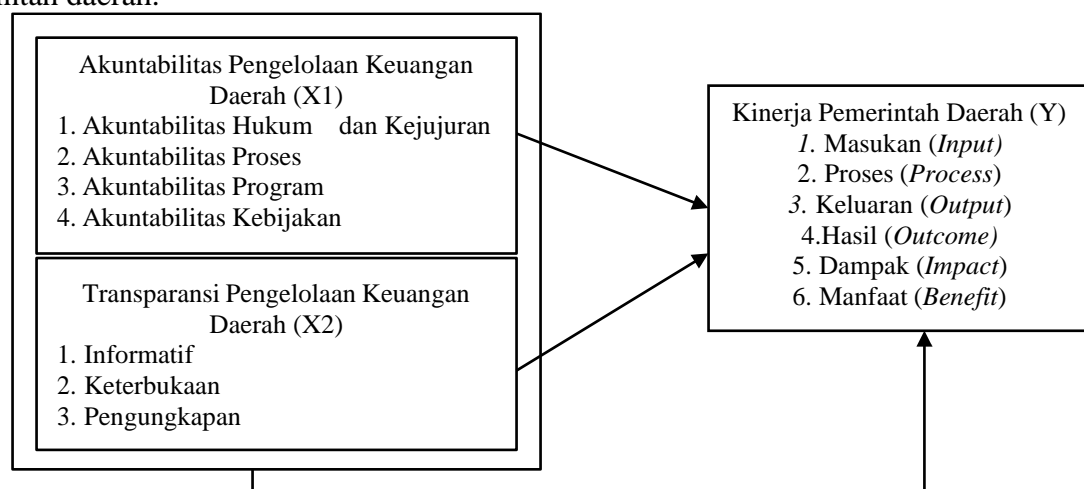 Akuntabilitas Pengelolaan Keuangan
Daerah (X1)
1. Akuntabilitas Hukum dan Kejujuran
2. Akuntabilitas Proses
3. Akuntabilitas Program
4. Akuntabilitas Kebijakan
Transparansi Pengelolaan Keuangan
Daerah (X2)
1. Informatif
2. Keterbukaan
3. Pengungkapan
Kinerja Pemerintah Daerah (Y)
1. Masukan (Input)
2. Proses (Process)
3. Keluaran (Output)
4.Hasil (Outcome)
5. Dampak (Impact)
6. Manfaat (Benefit)